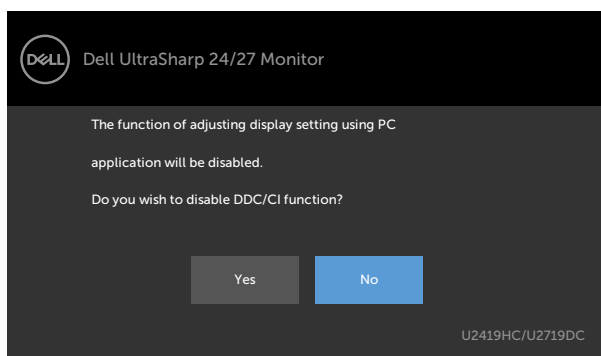 DELL
Dell UltraSharp 24/27 Monitor
The function of adjusting display setting using PC
application will be disabled.
Do you wish to disable DDC/CI function?
Yes No
U2419HC/U2719DC